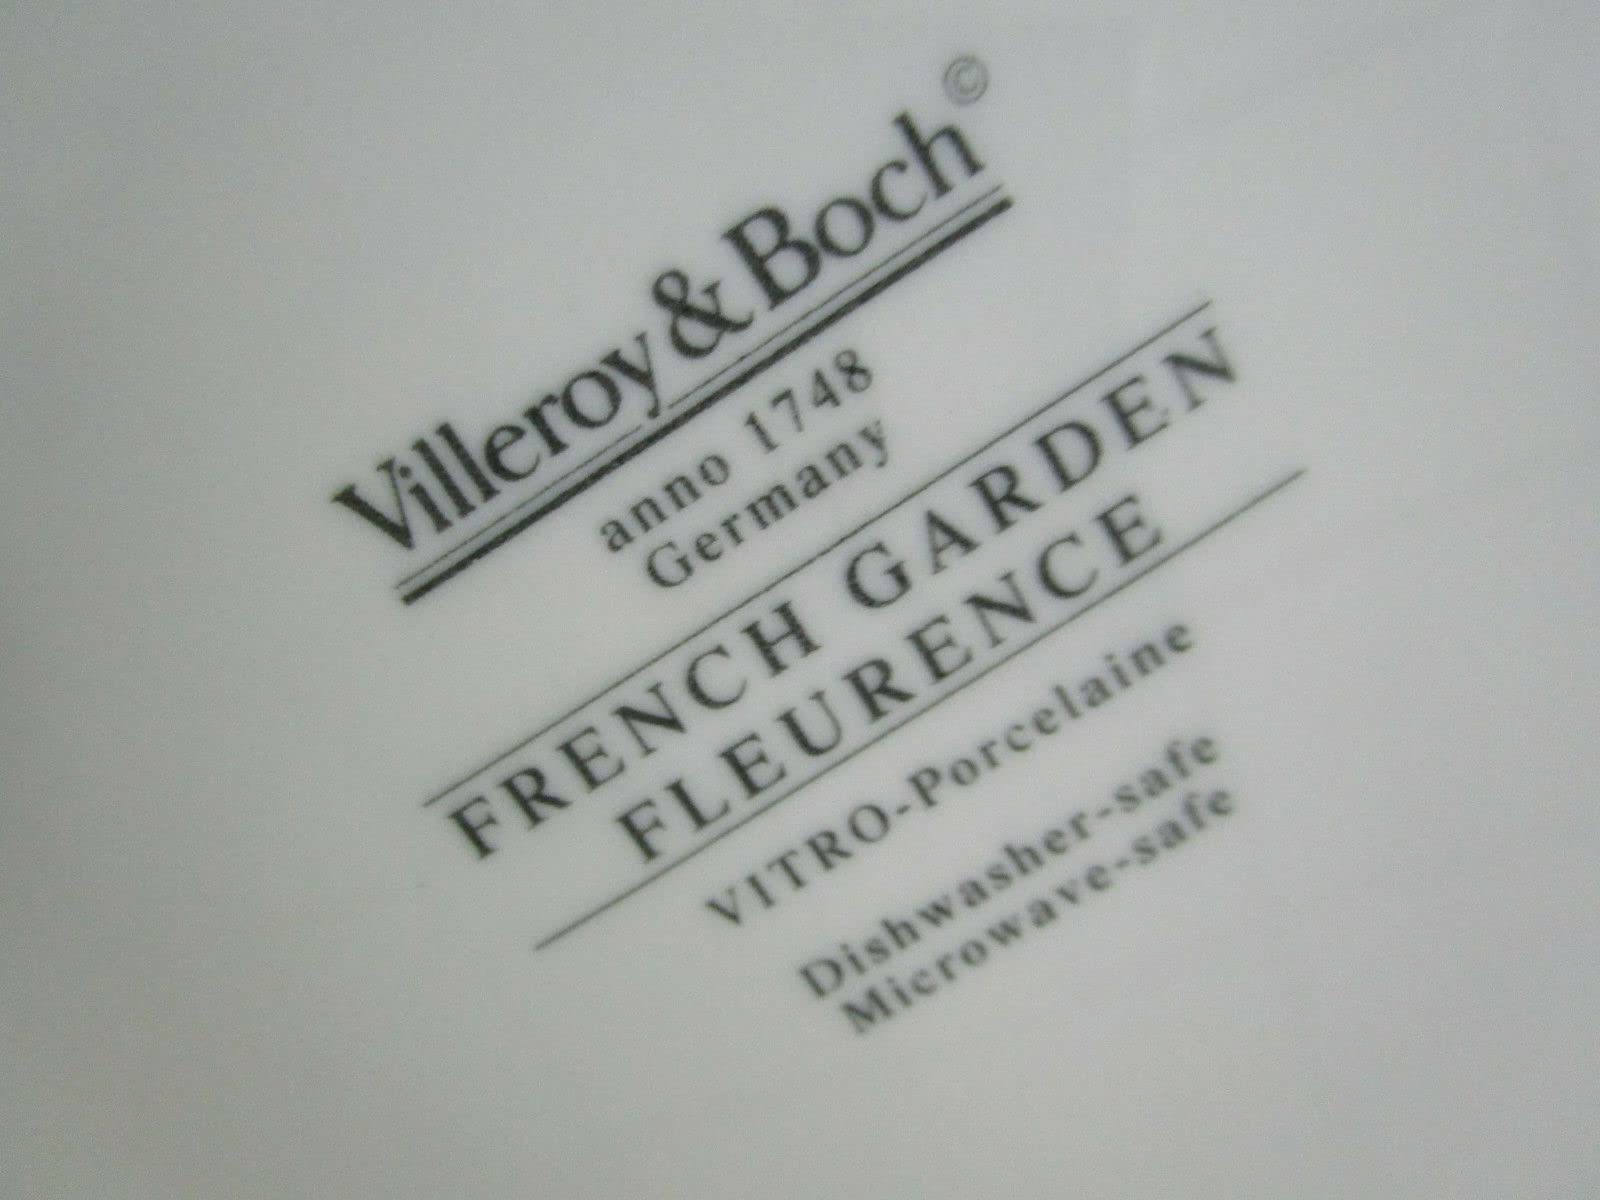 Villeroy & Boch ©
anno 1748
Germany
FRENCH GARDEN
FLEURENCE
VITRO-Porcelaine
Dishwasher-safe
Microwave-safe